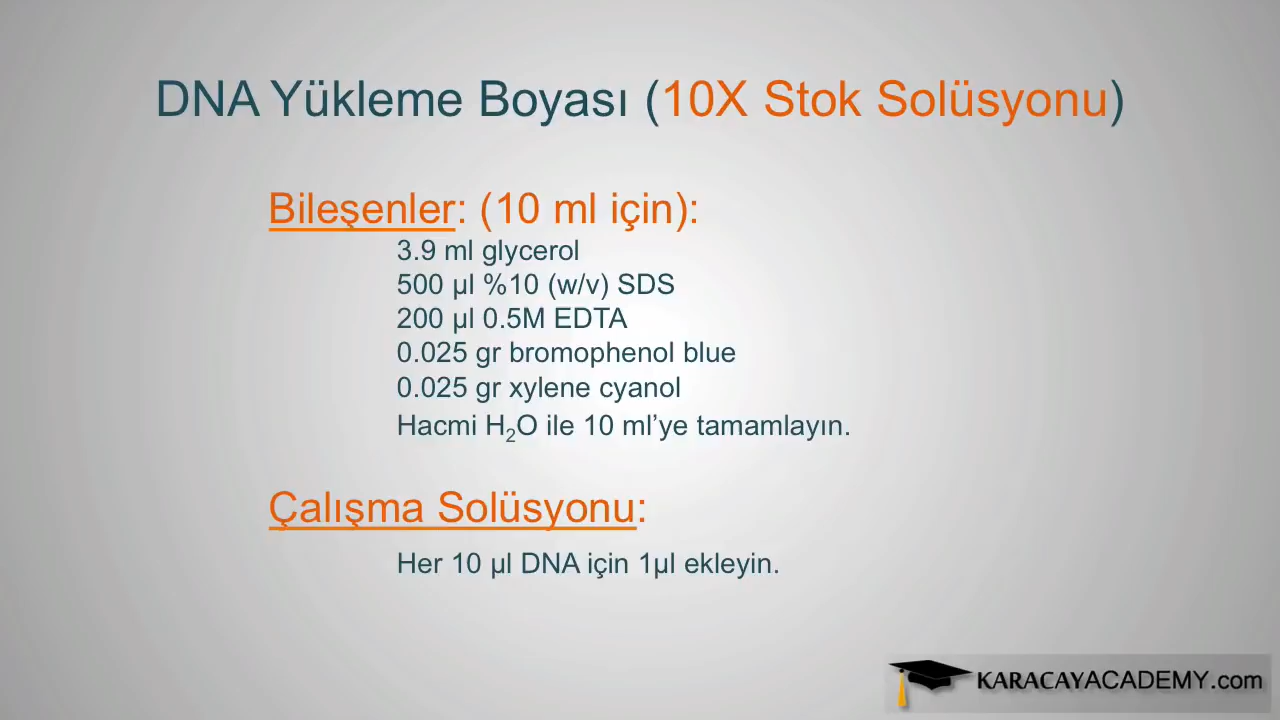 DNA Yükleme Boyası (10X Stok Solüsyonu)
Bileşenler: (10 ml için):
3.9 ml glycerol
500 µl %10 (w/v) SDS
200 µl 0.5M EDTA
0.025 gr bromophenol blue
0.025 gr xylene cyanol
Hacmi H₂O ile 10 ml’ye tamamlayın.
Çalışma Solüsyonu:
Her 10 µl DNA için 1µl ekleyin.
KARACAYACADEMY.com